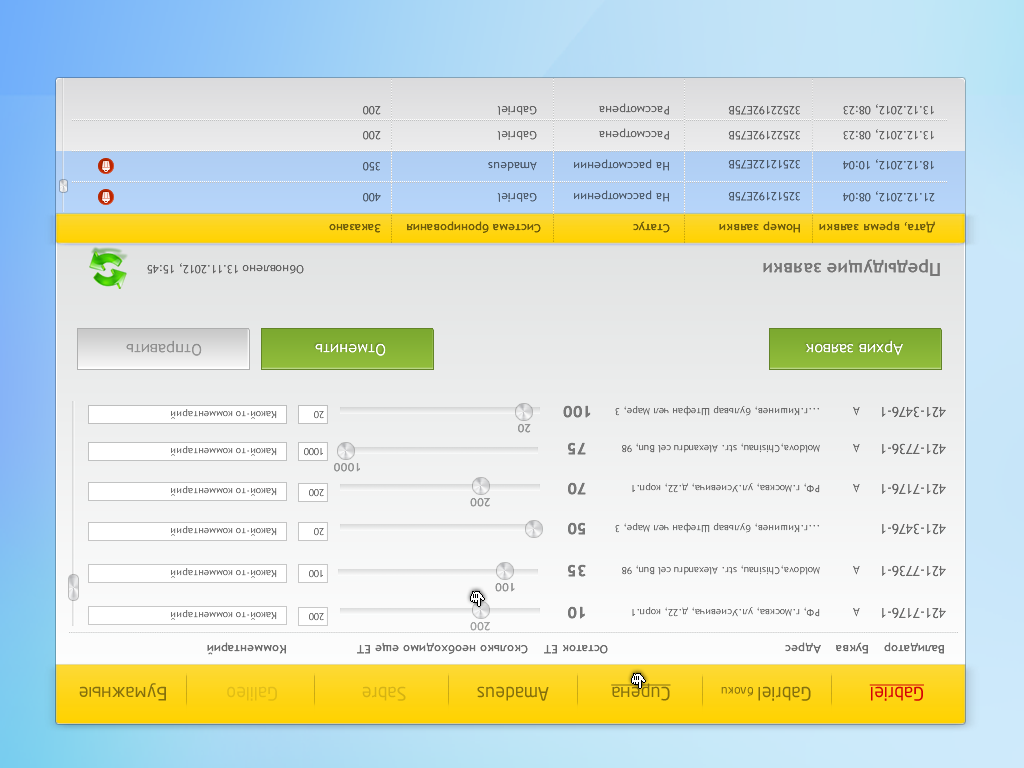 Gabriel Gabriel блоки Сирена Amadeus Sabre Galileo Бумажные
Валидатор Буква Адрес Остаток ET Сколько необходимо еще ET Комментарий
421-7176-1 A РФ, г.Москва, ул.Усиевича, д.22, корп.1 10 200 200 Какой-то комментарий
421-7736-1 A Moldova,Chisinau, str. Alexandru cel Bun, 98 35 100 100 Какой-то комментарий
421-3476-1 A ...г.Кишинев, бульвар Штефан чел Маре, 3 50 20 Какой-то комментарий
421-7176-1 A РФ, г.Москва, ул.Усиевича, д.22, корп.1 70 200 200 Какой-то комментарий
421-7736-1 A Moldova,Chisinau, str. Alexandru cel Bun, 98 75 1000 1000 Какой-то комментарий
421-3476-1 A ...г.Кишинев, бульвар Штефан чел Маре, 3 100 20 20 Какой-то комментарий
Архив заявок Отменить Отправить
Предыдущие заявки Обновлено 13.11.2012, 15:45
Дата, время заявки Номер заявки Статус Система бронирования Заказано
21.12.2012, 08:04 32512192E75B На рассмотрении Gabriel 400
18.12.2012, 10:04 32512122E75B На рассмотрении Amadeus 350
13.12.2012, 08:23 32522192E75B Рассмотрена Gabriel 200
13.12.2012, 08:23 32522192E75B Рассмотрена Gabriel 200